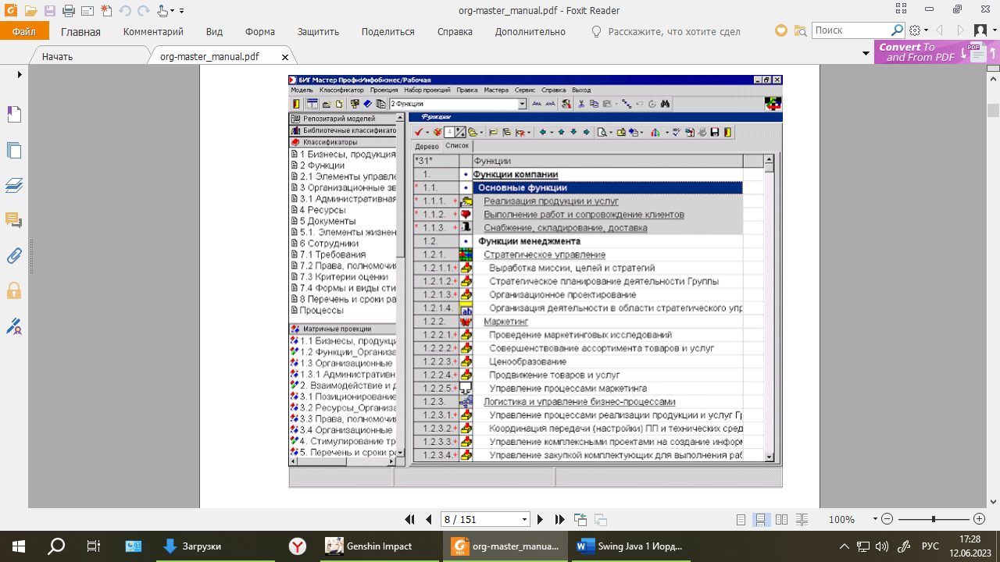 org-master_manual.pdf - Foxit Reader
Файл Главная Комментарий Вид Форма Защитить Поделиться Справка Дополнительно Расскажите, что хотите сдел Поиск
Начать org-master_manual.pdf Convert To
and From PDF
PDF
БИГ Мастер Профи:Инфобизнес/Рабочая
Модель Классификатор Проекция Набор проекций Правка Мастера Сервис Справка Выход
2 Функции
Репозитарий моделей
Библиотечные классификато
Классификаторы
1 Бизнесы, продукция
2 Функции
2.1 Элементы управле
3 Организационные зв
3.1 Административная
4 Ресурсы
5 Документы
5.1. Элементы жизнен
6 Сотрудники
7.1 Требования
7.2 Права, полномочия
7.3 Критерии оценки
7.4 Формы и виды сти
8 Перечень и сроки ра
Процессы
Матричные проекции
1.1 Бизнесы, продукци
1.2 Функции_Организа
1.3 Организационные
1.3.1 Административн
2. Взаимодействие и д
3.1 Позиционирование
3.2 Ресурсы_Организа
3.3 Права, полномочия
3.4 Организационные
4. Стимулирование тр
5. Перечень и сроки ра
Функции
Дерево Список
*31* Функции
1. Функции компании
* 1.1. Основные функции
* 1.1.1. + Реализация продукции и услуг
* 1.1.2. + Выполнение работ и сопровождение клиентов
* 1.1.3. + Снабжение, складирование, доставка
1.2. Функции менеджмента
1.2.1. Стратегическое управление
1.2.1.1.+ Выработка миссии, целей и стратегий
1.2.1.2.+ Стратегическое планирование деятельности Группы
1.2.1.3.+ Организационное проектирование
1.2.1.4. Организация деятельности в области стратегического упр
1.2.2. Маркетинг
1.2.2.1.+ Проведение маркетинговых исследований
1.2.2.2.+ Совершенствование ассортимента товаров и услуг
1.2.2.3.+ Ценообразование
1.2.2.4.+ Продвижение товаров и услуг
1.2.2.5.+ Управление процессами маркетинга
1.2.3. Логистика и управление бизнес-процессами
1.2.3.1.+ Управление процессами реализации продукции и услуг Гр
1.2.3.2.+ Координация передачи (настройки) ПП и технических сред
1.2.3.3.+ Управление комплексными проектами на создание инфор
1.2.3.4.+ Управление закупкой комплектующих для выполнения раб
8 / 151 100%
Загрузки Genshin Impact org-master_manua... Swing Java 1 Иорд... РУС 17:28
12.06.2023